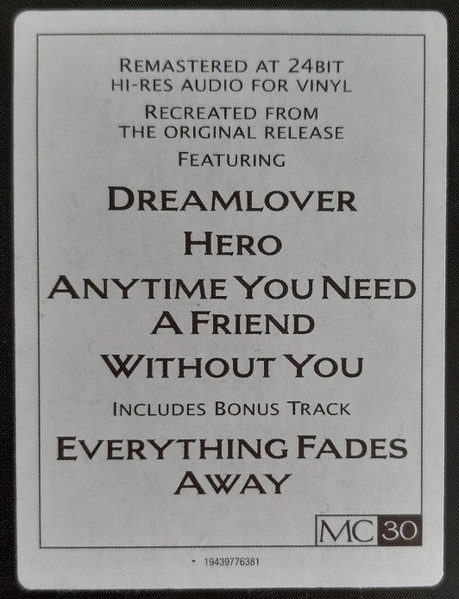 REMASTERED AT 24BIT
HI-RES AUDIO FOR VINYL
RECREATED FROM
THE ORIGINAL RELEASE
FEATURING
DREAMLOVER
HERO
ANYTIME YOU NEED
A FRIEND
WITHOUT YOU
INCLUDES BONUS TRACK
EVERYTHING FADES
AWAY
MC 30
19439776381